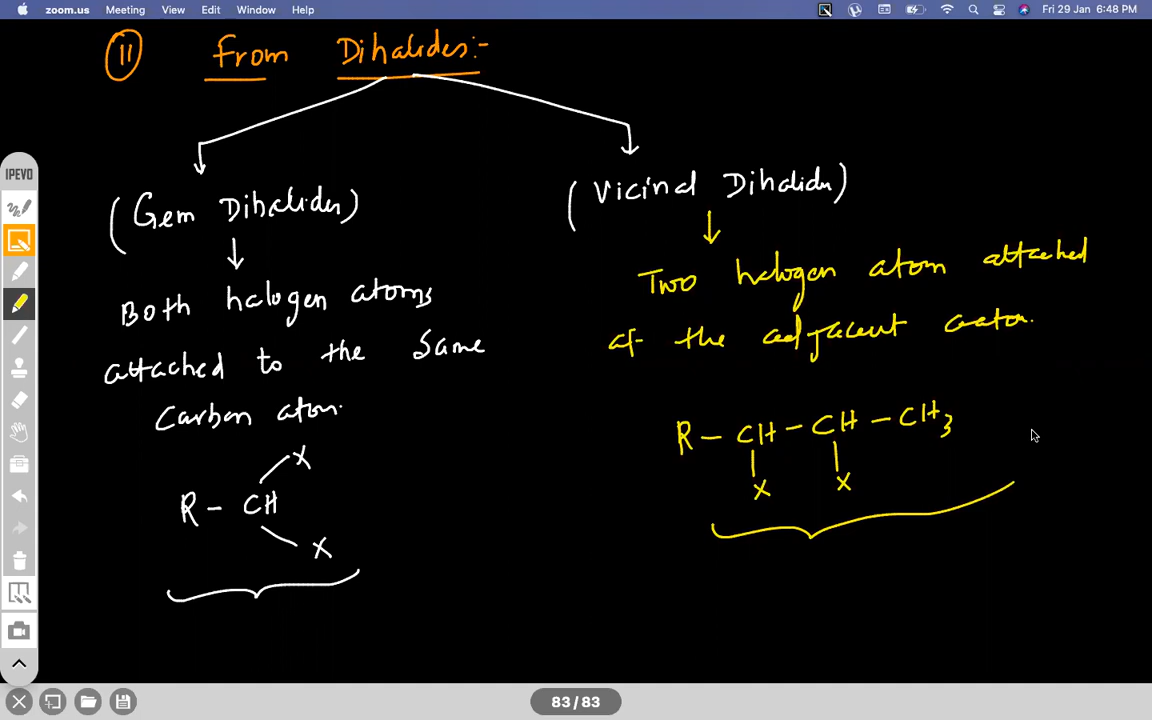 zoom.us Meeting View Edit Window Help Fri 29 Jan 6:48 PM
11 From Dihalides:-
(Gem Dihalides)
(Vicinal Dihalides)
Both halogen atoms
attached to the Same
Carbon atom.
Two halogen atom attached
at the adjacent
X
R - CH
X
R - CH - CH - CH3
X X
IPEVO
83 / 83